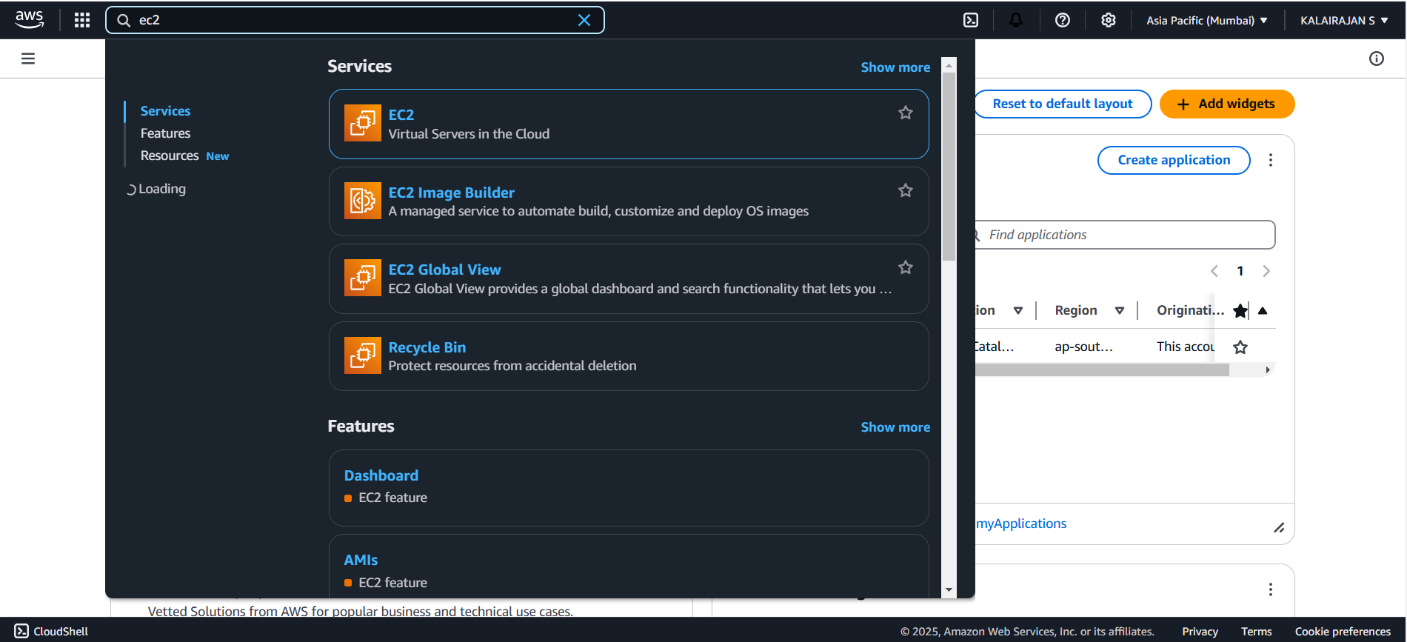 aws
ec2
Asia Pacific (Mumbai)
KALAIRAJAN S
Services
Show more
Services
Features
Resources New
Loading
EC2
Virtual Servers in the Cloud
EC2 Image Builder
A managed service to automate build, customize and deploy OS images
EC2 Global View
EC2 Global View provides a global dashboard and search functionality that lets you ...
Recycle Bin
Protect resources from accidental deletion
Features
Show more
Dashboard
EC2 feature
AMIs
EC2 feature
Reset to default layout
+ Add widgets
Create application
Find applications
1
ion
Region
Originati...
Catal...
ap-sout...
This accou
myApplications
Vetted Solutions from AWS for popular business and technical use cases.
CloudShell
© 2025, Amazon Web Services, Inc. or its affiliates.
Privacy
Terms
Cookie preferences